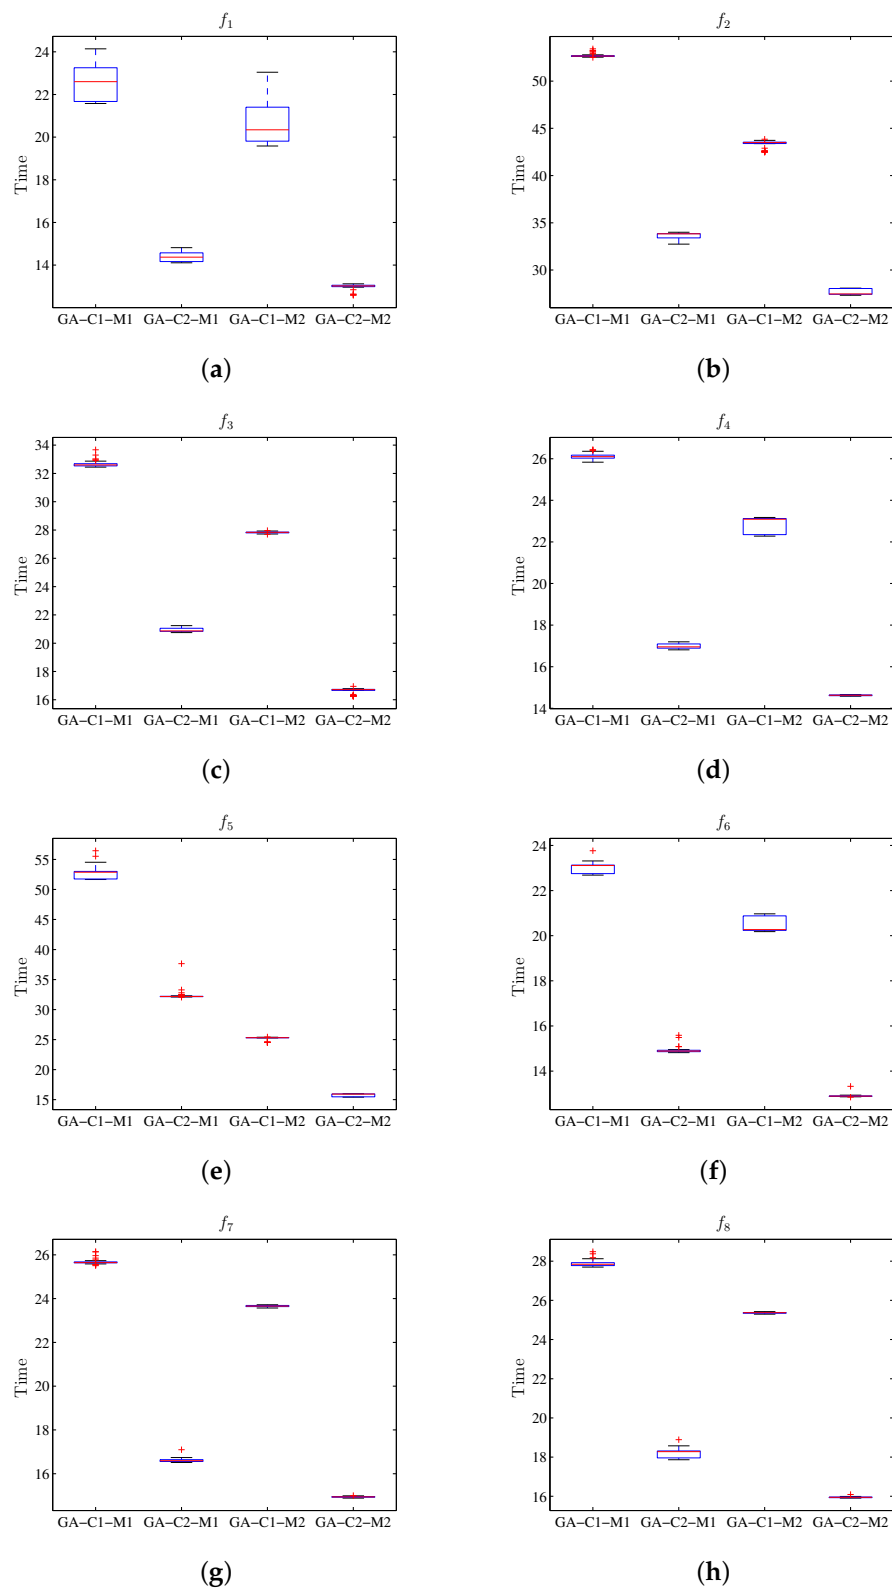 f₁
Time
24
22
20
18
16
14
GA−C1−M1 GA−C2−M1 GA−C1−M2 GA−C2−M2
(a)
f₂
Time
50
45
40
35
30
GA−C1−M1 GA−C2−M1 GA−C1−M2 GA−C2−M2
(b)
f₃
Time
34
32
30
28
26
24
22
20
18
16
GA−C1−M1 GA−C2−M1 GA−C1−M2 GA−C2−M2
(c)
f₄
Time
26
24
22
20
18
16
14
GA−C1−M1 GA−C2−M1 GA−C1−M2 GA−C2−M2
(d)
f₅
Time
55
50
45
40
35
30
25
20
15
GA−C1−M1 GA−C2−M1 GA−C1−M2 GA−C2−M2
(e)
f₆
Time
24
22
20
18
16
14
GA−C1−M1 GA−C2−M1 GA−C1−M2 GA−C2−M2
(f)
f₇
Time
26
24
22
20
18
16
GA−C1−M1 GA−C2−M1 GA−C1−M2 GA−C2−M2
(g)
f₈
Time
28
26
24
22
20
18
16
GA−C1−M1 GA−C2−M1 GA−C1−M2 GA−C2−M2
(h)